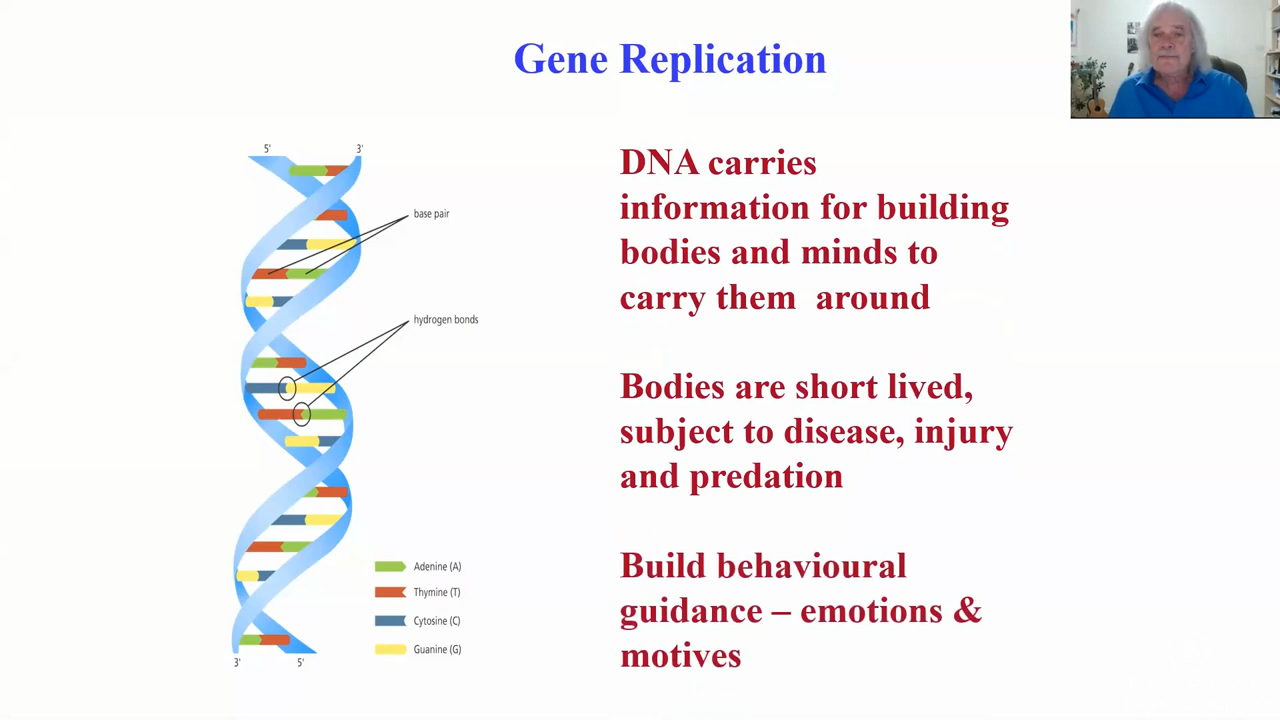 Gene Replication
5'
3'
base pair
hydrogen bonds
Adenine (A)
Thymine (T)
Cytosine (C)
Guanine (G)
3'
5'
DNA carries
information for building
bodies and minds to
carry them around
Bodies are short lived,
subject to disease, injury
and predation
Build behavioural
guidance – emotions &
motives